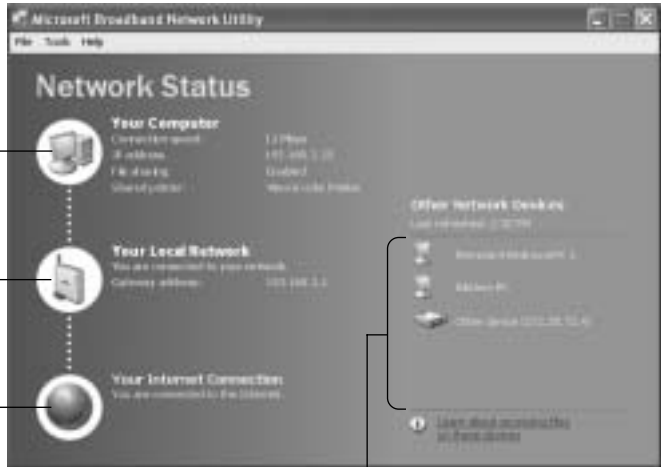 Microsoft Broadband Network Utility
File Tools Help
Network Status
Your Computer
Connection speed:
IP address:
File sharing: Enabled
Shared printer:
Your Local Network
You are connected to your network.
Gateway address:
Your Internet Connection
You are connected to the Internet.
Other Network Devices
Last refreshed:
Other device
Learn about accessing files
on these devices